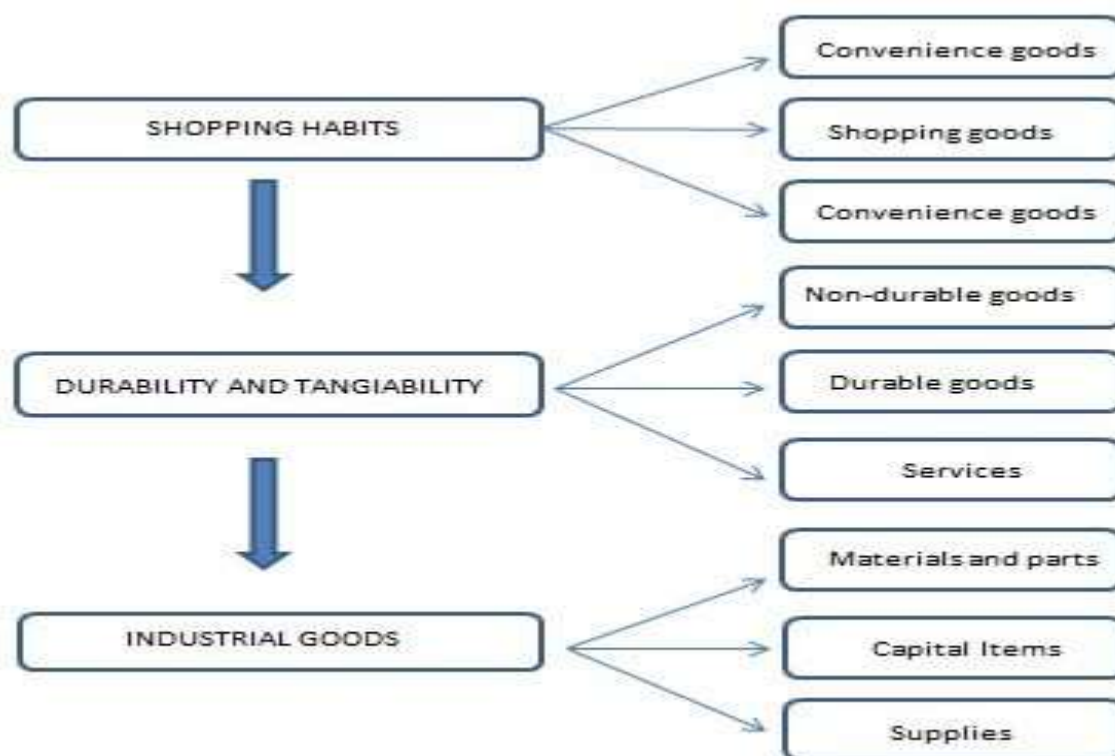 SHOPPING HABITS
Convenience goods
Shopping goods
Convenience goods
DURABILITY AND TANGIABILITY
Non-durable goods
Durable goods
Services
INDUSTRIAL GOODS
Materials and parts
Capital Items
Supplies